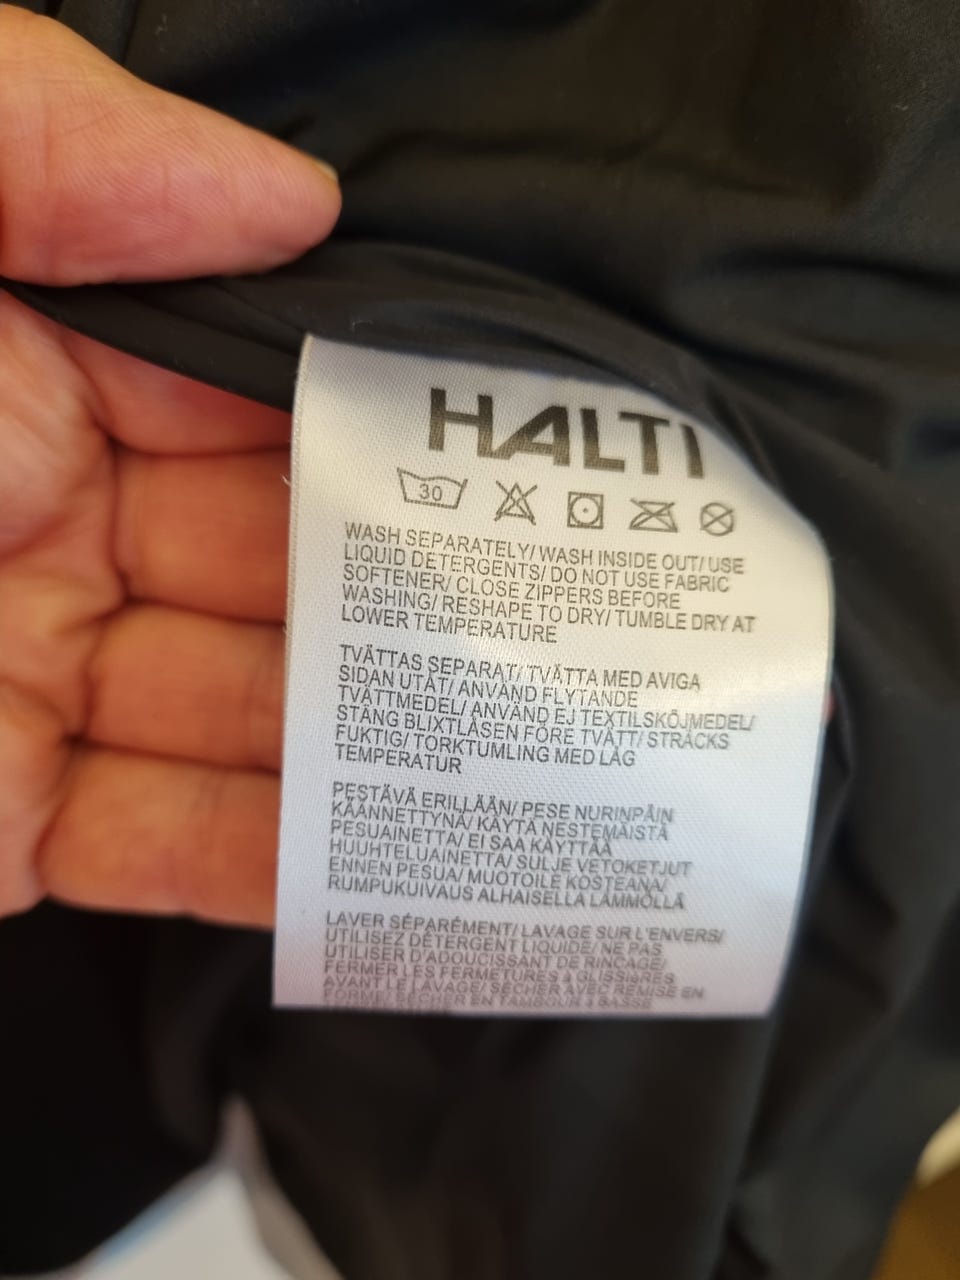 HALTI
30
WASH SEPARATELY/ WASH INSIDE OUT/ USE
LIQUID DETERGENTS/ DO NOT USE FABRIC
SOFTENER/ CLOSE ZIPPERS BEFORE
WASHING/ RESHAPE TO DRY/ TUMBLE DRY AT
LOWER TEMPERATURE
TVÄTTAS SEPARAT/ TVÄTTA MED AVIGA
SIDAN UTÅT/ ANVÄND FLYTANDE
TVÄTTMEDEL/ ANVÄND EJ TEXTILSKÖJMEDEL/
STÄNG BLIXTLÅSEN FÖRE TVÄTT/ STRÄCKS
FUKTIG/ TORKTUMLING MED LÅG
TEMPERATUR
PESTÄVÄ ERILLÄÄN/ PESE NURINPÄIN
KÄÄNNETTYNÄ/ KÄYTÄ NESTEMÄISTÄ
PESUAINETTA/ EI SAA KÄYTTÄÄ
HUUHTELUAINETTA/ SULJE VETOKETJUT
ENNEN PESUA/ MUOTOILE KOSTEANA/
RUMPUKUIVAUS ALHAISELLA LÄMMÖLLÄ
LAVER SÉPARÉMENT/ LAVAGE SUR L'ENVERS/
UTILISEZ DÉTERGENT LIQUIDE/ NE PAS
UTILISER D'ADOUCISSANT DE RINÇAGE/
FERMER LES FERMETURES à GLISSIÈRES
AVANT LE LAVAGE/ SÉCHER AVEC REMISE EN
FORME/ SÉCHER EN TAMBOUR à BASSE